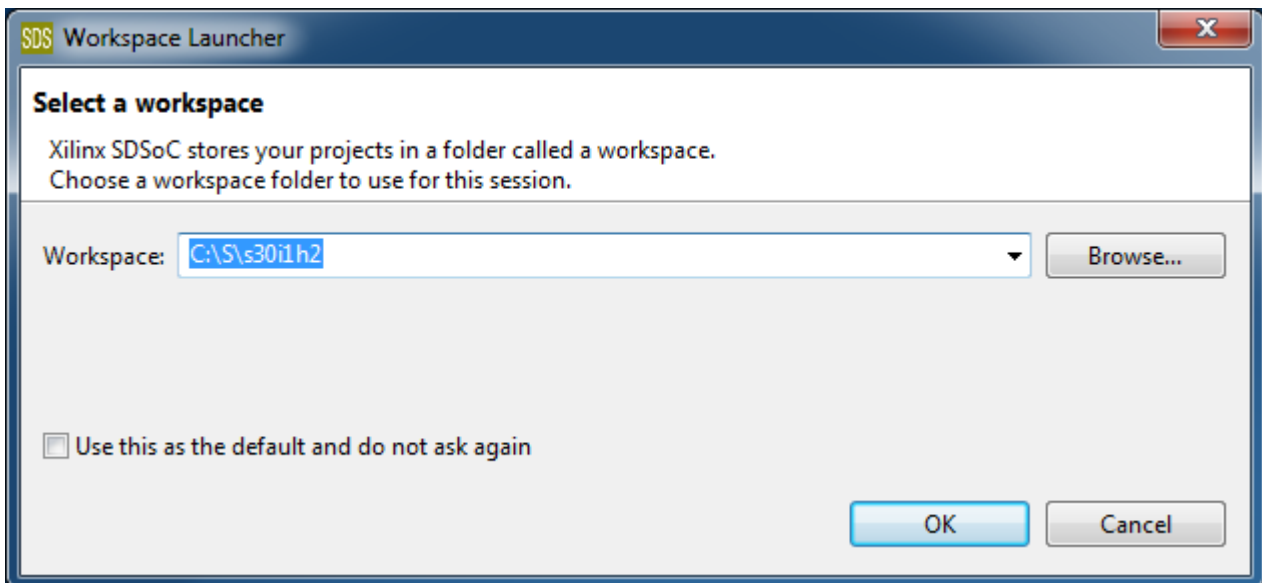 SDS Workspace Launcher
Select a workspace
Xilinx SDSoC stores your projects in a folder called a workspace.
Choose a workspace folder to use for this session.
Workspace: C:\S\s30i1h2 Browse...
Use this as the default and do not ask again
OK Cancel